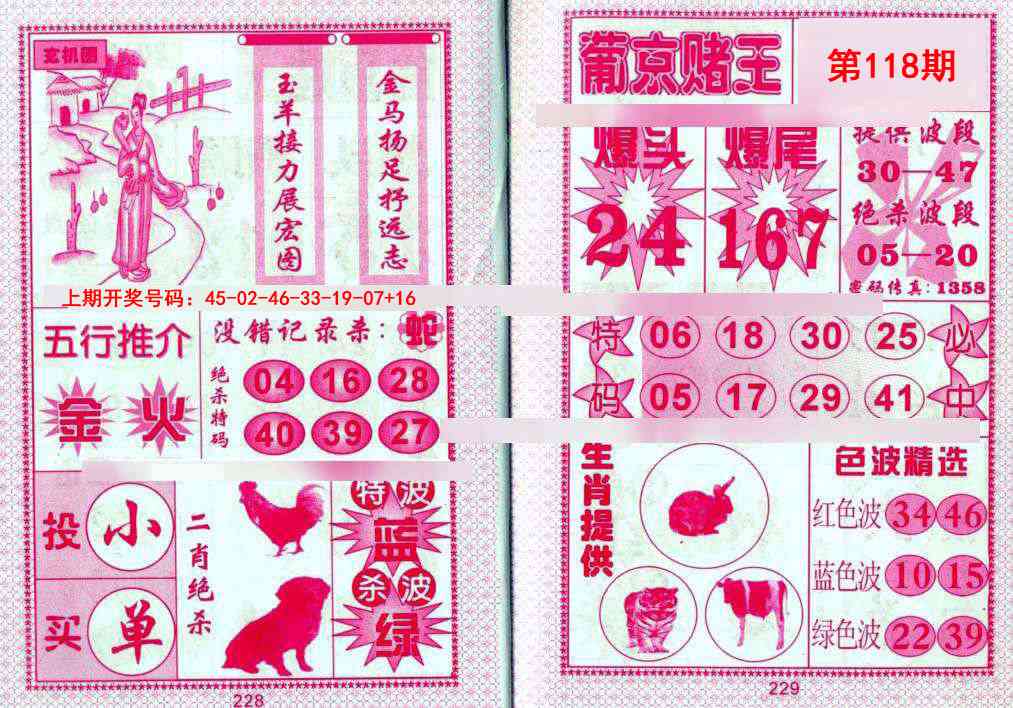 玄机图
玉羊接力展宏图
金马扬足抒远志
上期开奖号码：45-02-46-33-19-07+16
五行推介
金 火
没错记录杀：蛇
绝杀特码
04 16 28
40 39 27
投 小
买 单
二肖绝杀
特波
蓝
杀波
绿
228
葡京赌王
第118期
爆头
24
爆尾
167
提供波段
30—47
绝杀波段
05—20
密码传真：1358
特码
06 18 30 25
05 17 29 41
必中
生肖提供
色波精选
红色波 34 46
蓝色波 10 15
绿色波 22 39
229